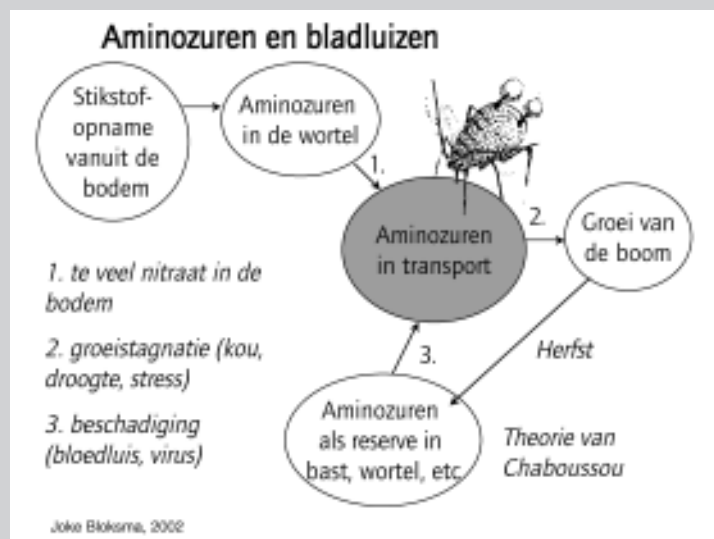 Aminozuren en bladluizen
Stikstof-
opname
vanuit de
bodem
Aminozuren
in de wortel
1.
Aminozuren
in transport
2.
Groei van
de boom
1. te veel nitraat in de
bodem
2. groeistagnatie (kou,
droogte, stress)
3. beschadiging
(bloedluis, virus)
3.
Herfst
Aminozuren
als reserve in
bast, wortel, etc
Theorie van
Chaboussou
Joke Bloksma, 2002